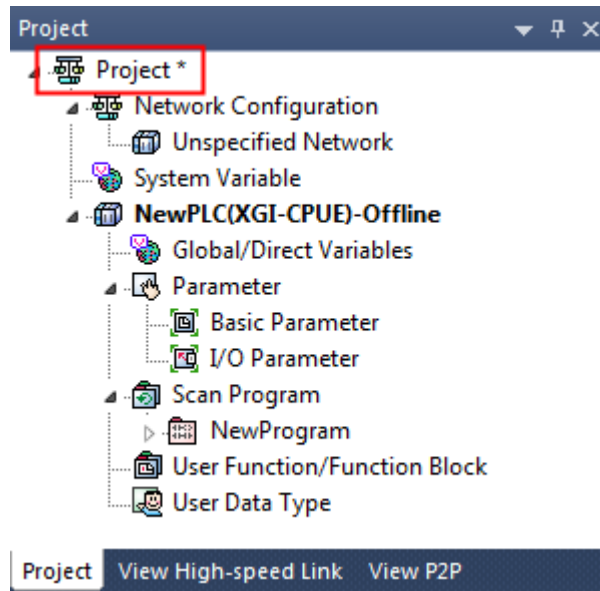 Project
Project *
Network Configuration
Unspecified Network
System Variable
NewPLC(XGI-CPUE)-Offline
Global/Direct Variables
Parameter
Basic Parameter
I/O Parameter
Scan Program
NewProgram
User Function/Function Block
User Data Type
Project View High-speed Link View P2P